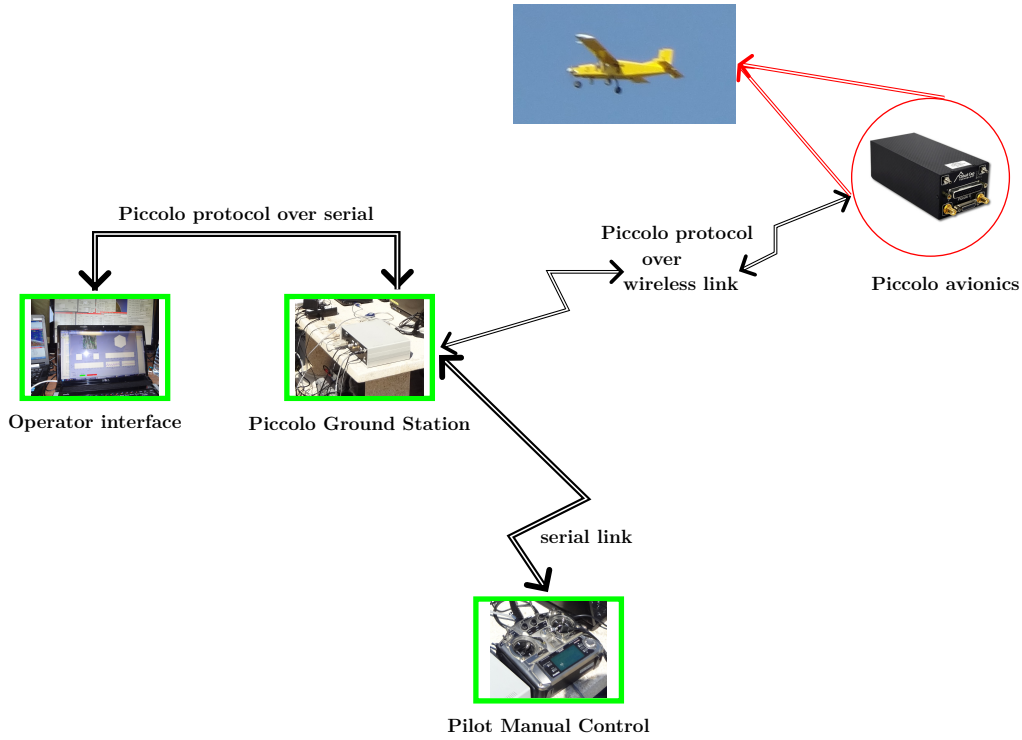 Piccolo protocol over serial
Piccolo protocol
over
wireless link
Piccolo avionics
Operator interface
Piccolo Ground Station
serial link
Pilot Manual Control